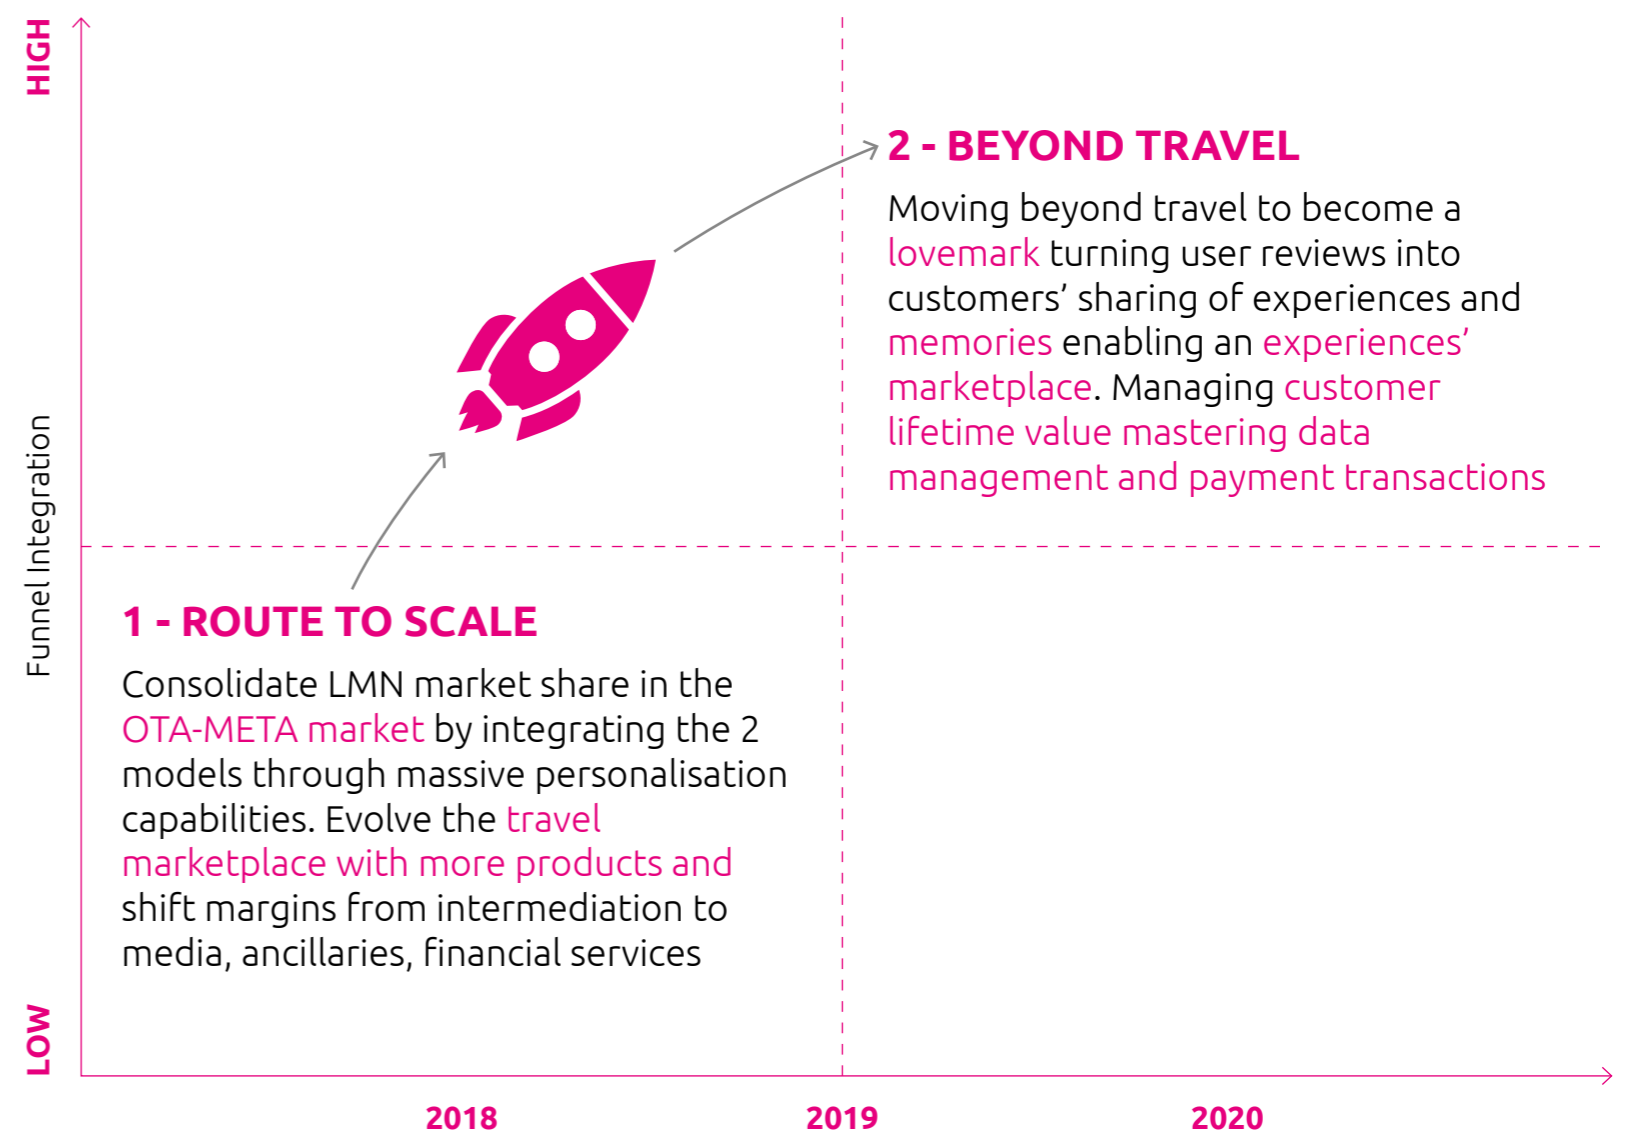 HIGH
Funnel Integration
LOW
2 - BEYOND TRAVEL
Moving beyond travel to become a
lovemark turning user reviews into
customers’ sharing of experiences and
memories enabling an experiences’
marketplace. Managing customer
lifetime value mastering data
management and payment transactions
1 - ROUTE TO SCALE
Consolidate LMN market share in the
OTA-META market by integrating the 2
models through massive personalisation
capabilities. Evolve the travel
marketplace with more products and
shift margins from intermediation to
media, ancillaries, financial services
2018
2019
2020